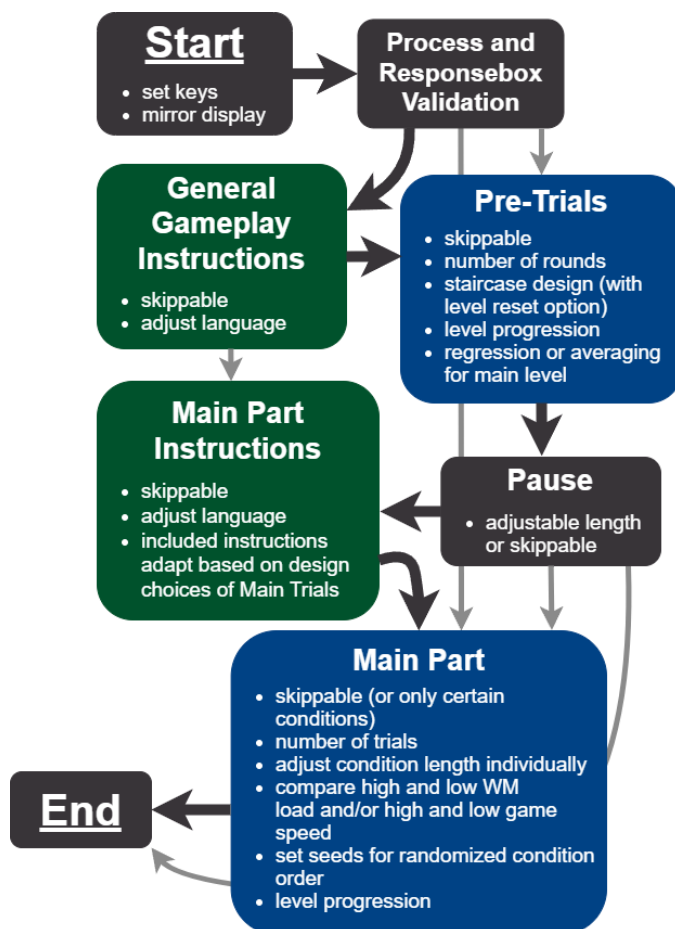 Start
• set keys
• mirror display
Process and
Responsebox
Validation
General
Gameplay
Instructions
• skippable
• adjust language
Pre-Trials
• skippable
• number of rounds
• staircase design (with
level reset option)
• level progression
• regression or averaging
for main level
Main Part
Instructions
• skippable
• adjust language
• included instructions
adapt based on design
choices of Main Trials
Pause
• adjustable length
or skippable
Main Part
• skippable (or only certain
conditions)
• number of trials
• adjust condition length individually
• compare high and low WM
load and/or high and low game
speed
• set seeds for randomized condition
order
• level progression
End